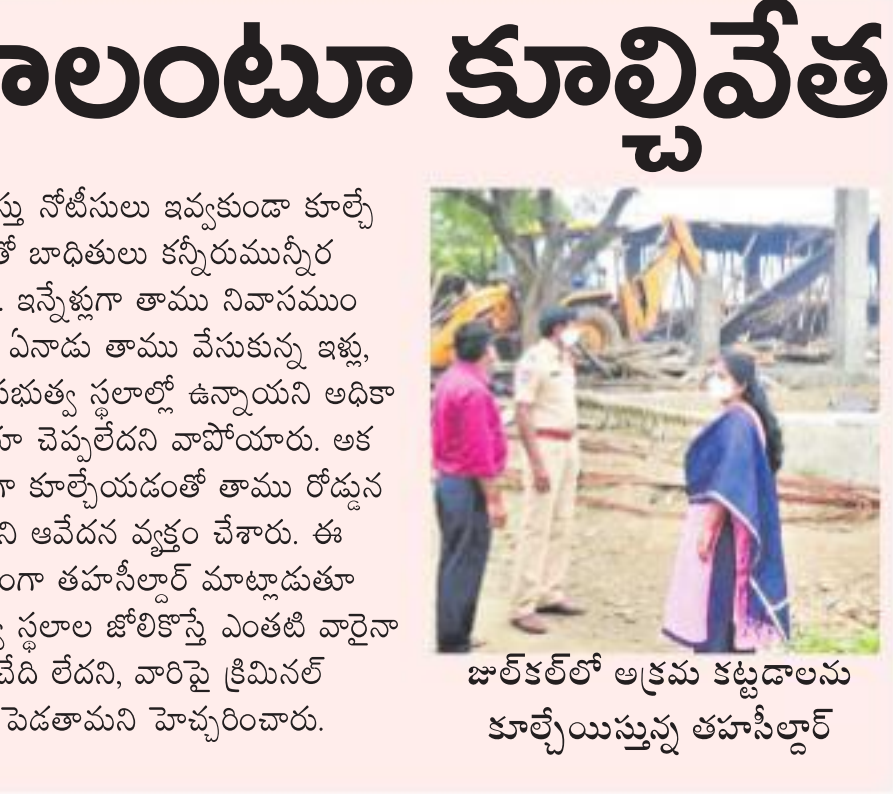 లంటూ కూల్చివేత
స్తు నోటీసులు ఇవ్వకుండా కూల్చే
తో బాధితులు కన్నీరుమున్నీర
. ఇన్నేళ్లుగా తాము నివాసముం
ఏనాడు తాము వేసుకున్న ఇళ్లు,
స్థలాల్లో ఉన్నాయని అధికా
చెప్పలేదని వాపోయారు. అక
గా కూల్చేయడంతో తాము రోడ్డున
ని ఆవేదన వ్యక్తం చేశారు. ఈ
ంగా తహసీల్దార్ మాట్లాడుతూ
స్థలాల జోలికొస్తే ఎంతటి వారైనా
చేది లేదని, వారిపై క్రిమినల్
పెడతామని హెచ్చరించారు.
జుల్‌కల్‌లో అక్రమ కట్టడాలను
కూల్చేయిస్తున్న తహసీల్దార్